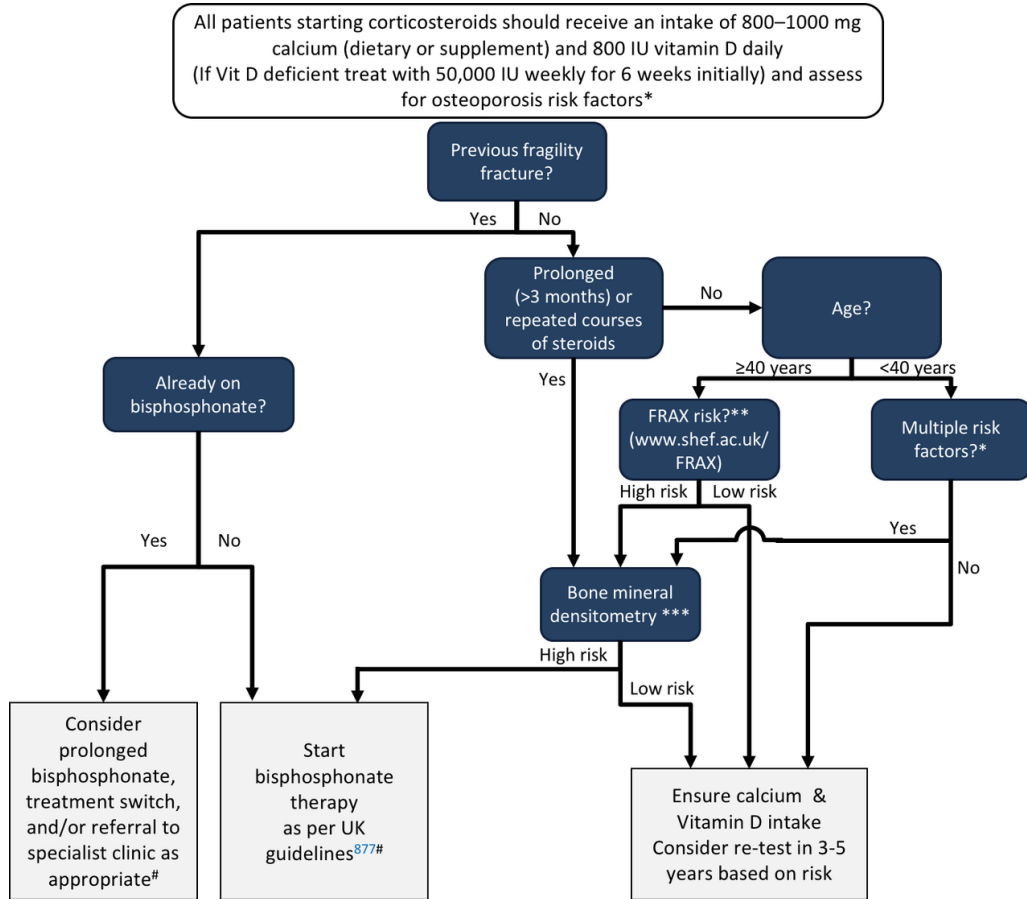 All patients starting corticosteroids should receive an intake of 800–1000 mg
calcium (dietary or supplement) and 800 IU vitamin D daily
(If Vit D deficient treat with 50,000 IU weekly for 6 weeks initially) and assess
for osteoporosis risk factors*
Previous fragility
fracture?
Yes
No
Prolonged
(>3 months) or
repeated courses
of steroids
No
Age?
Already on
bisphosphonate?
Yes
≥40 years
<40 years
FRAX risk?**
(www.shef.ac.uk/
FRAX)
Multiple risk
factors?*
High risk
Low risk
Yes
No
Yes
No
Bone mineral
densitometry ***
High risk
Low risk
Consider
prolonged
bisphosphonate,
treatment switch,
and/or referral to
specialist clinic as
appropriate#
Start
bisphosphonate
therapy
as per UK
guidelines877#
Ensure calcium &
Vitamin D intake
Consider re-test in 3-5
years based on risk